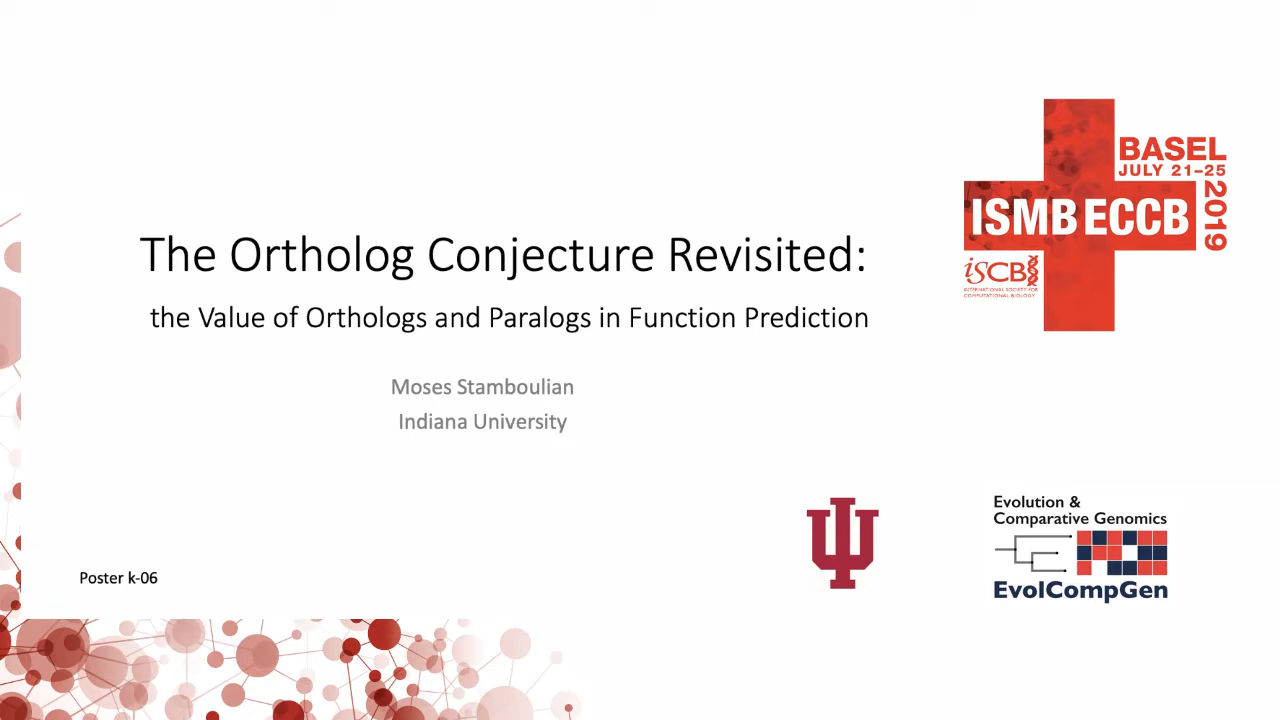 BASEL
JULY 21–25
2019
ISMB ECCB
iSCB
INTERNATIONAL SOCIETY FOR
COMPUTATIONAL BIOLOGY
The Ortholog Conjecture Revisited:
the Value of Orthologs and Paralogs in Function Prediction
Moses Stamboulian
Indiana University
Evolution &
Comparative Genomics
EvolCompGen
Poster k-06